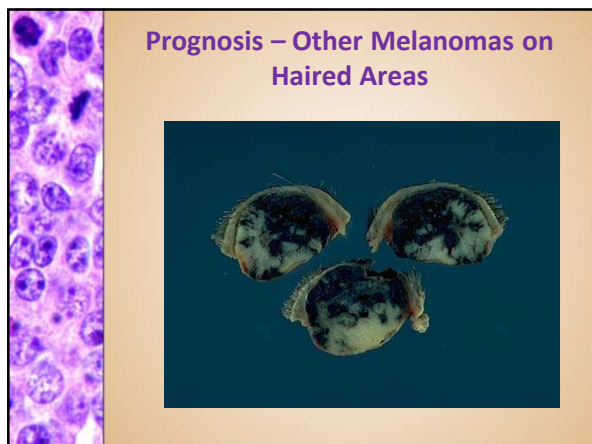 Prognosis – Other Melanomas on
Haired Areas